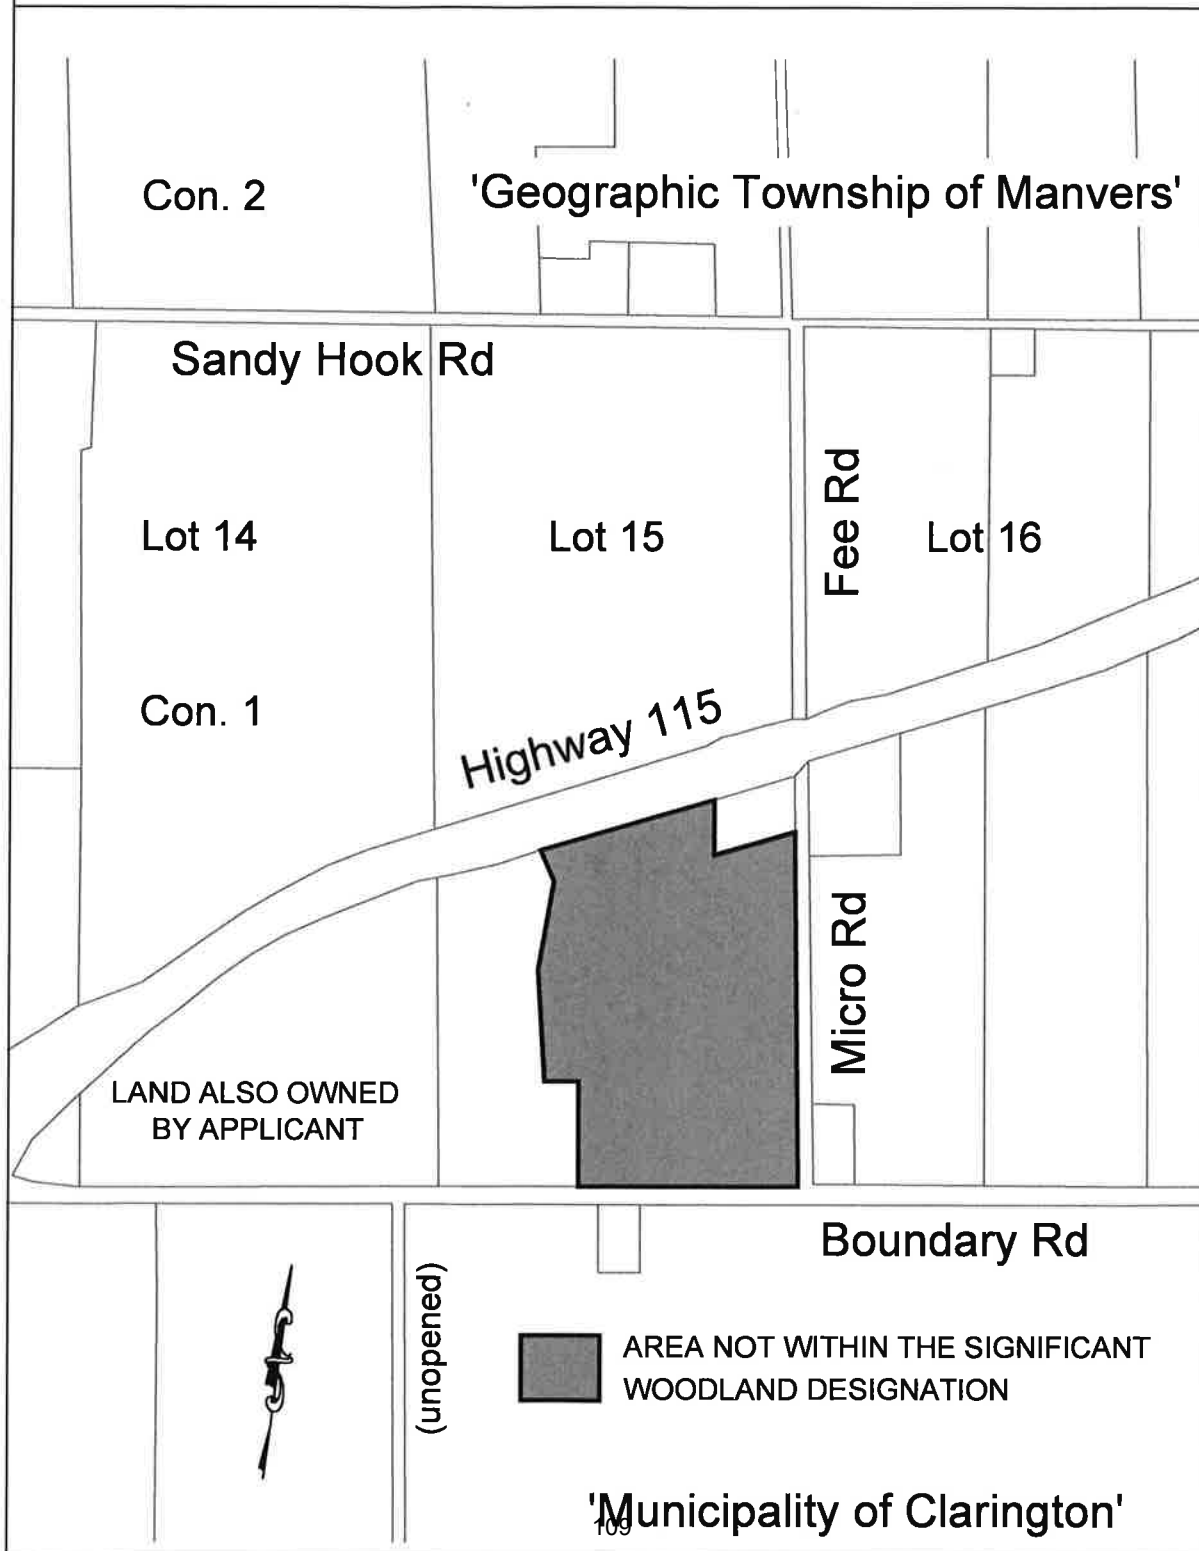 Con. 2
'Geographic Township of Manvers'
Sandy Hook Rd
Lot 14
Lot 15
Fee Rd
Lot 16
Con. 1
Highway 115
Micro Rd
LAND ALSO OWNED
BY APPLICANT
Boundary Rd
(unopened)
AREA NOT WITHIN THE SIGNIFICANT
WOODLAND DESIGNATION
'Municipality of Clarington'
109